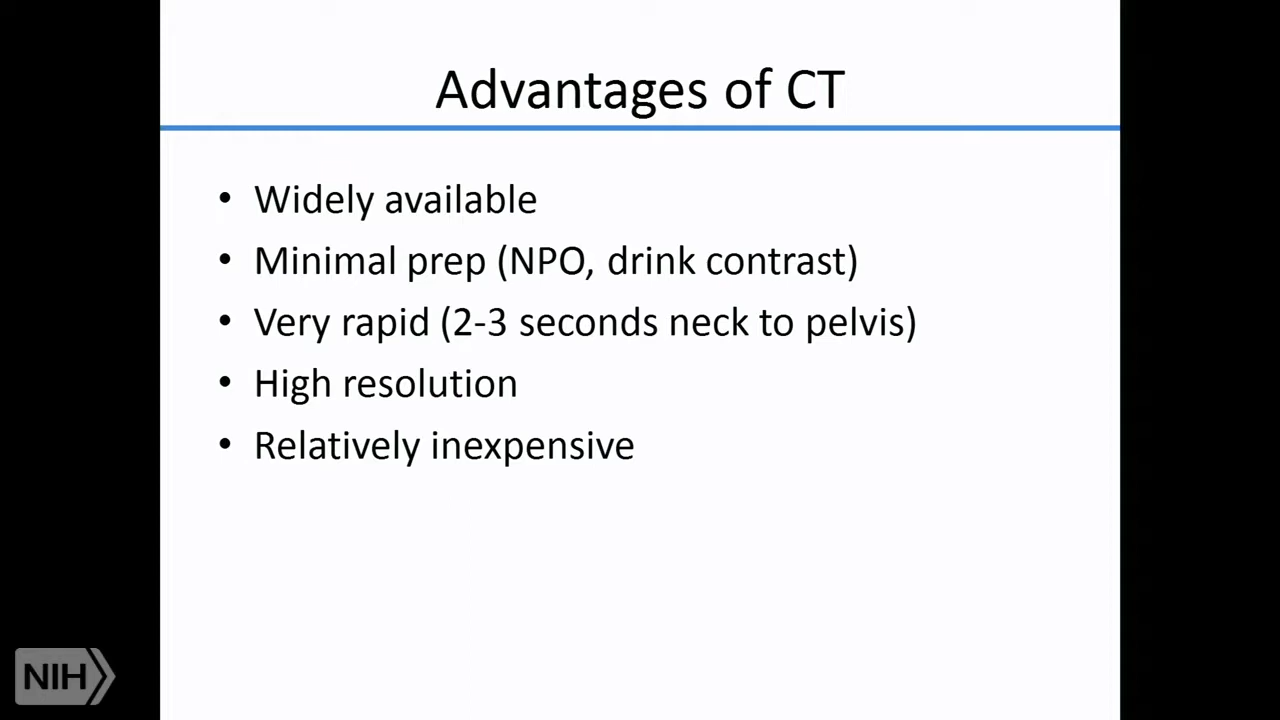 Advantages of CT
• Widely available
• Minimal prep (NPO, drink contrast)
• Very rapid (2-3 seconds neck to pelvis)
• High resolution
• Relatively inexpensive
NIH